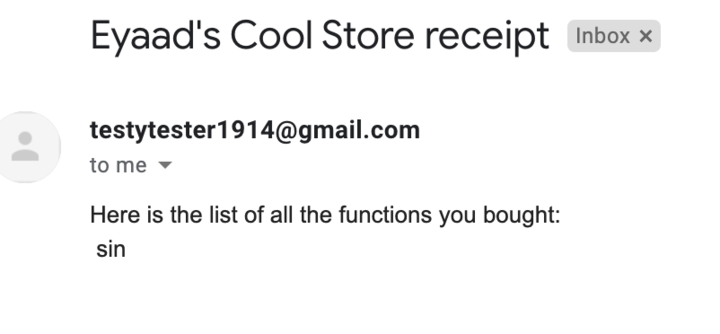 Eyaad's Cool Store receipt Inbox ×
testytester1914@gmail.com
to me
Here is the list of all the functions you bought:
sin